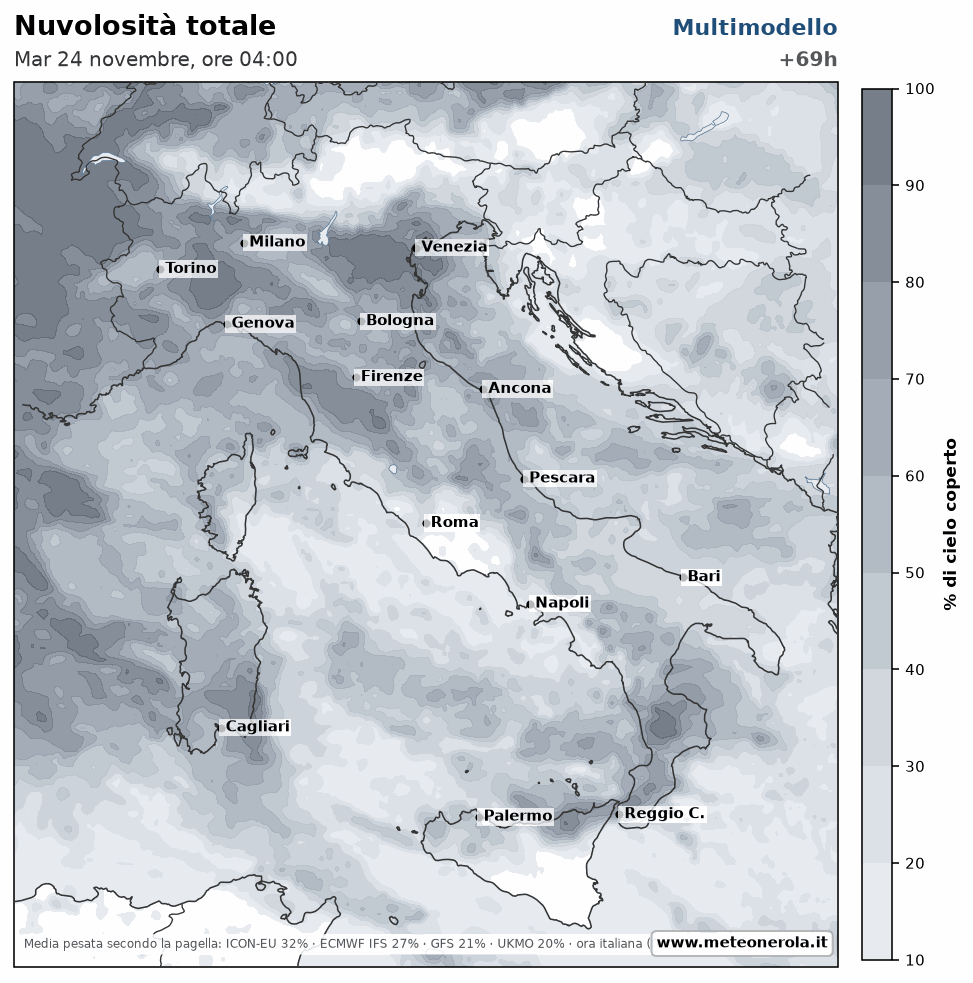 Nuvolosità totale
Multimodello
Mar 24 novembre, ore 04:00
+69h
100
90
80
70
60
50
40
30
20
10
% di cielo coperto
Milano
Venezia
Torino
Genova
Bologna
Firenze
Ancona
Pescara
Roma
Bari
Napoli
Cagliari
Palermo
Reggio C.
Media pesata secondo la pagella: ICON-EU 32% · ECMWF IFS 27% · GFS 21% · UKMO 20% · ora italiana (
www.meteonerola.it